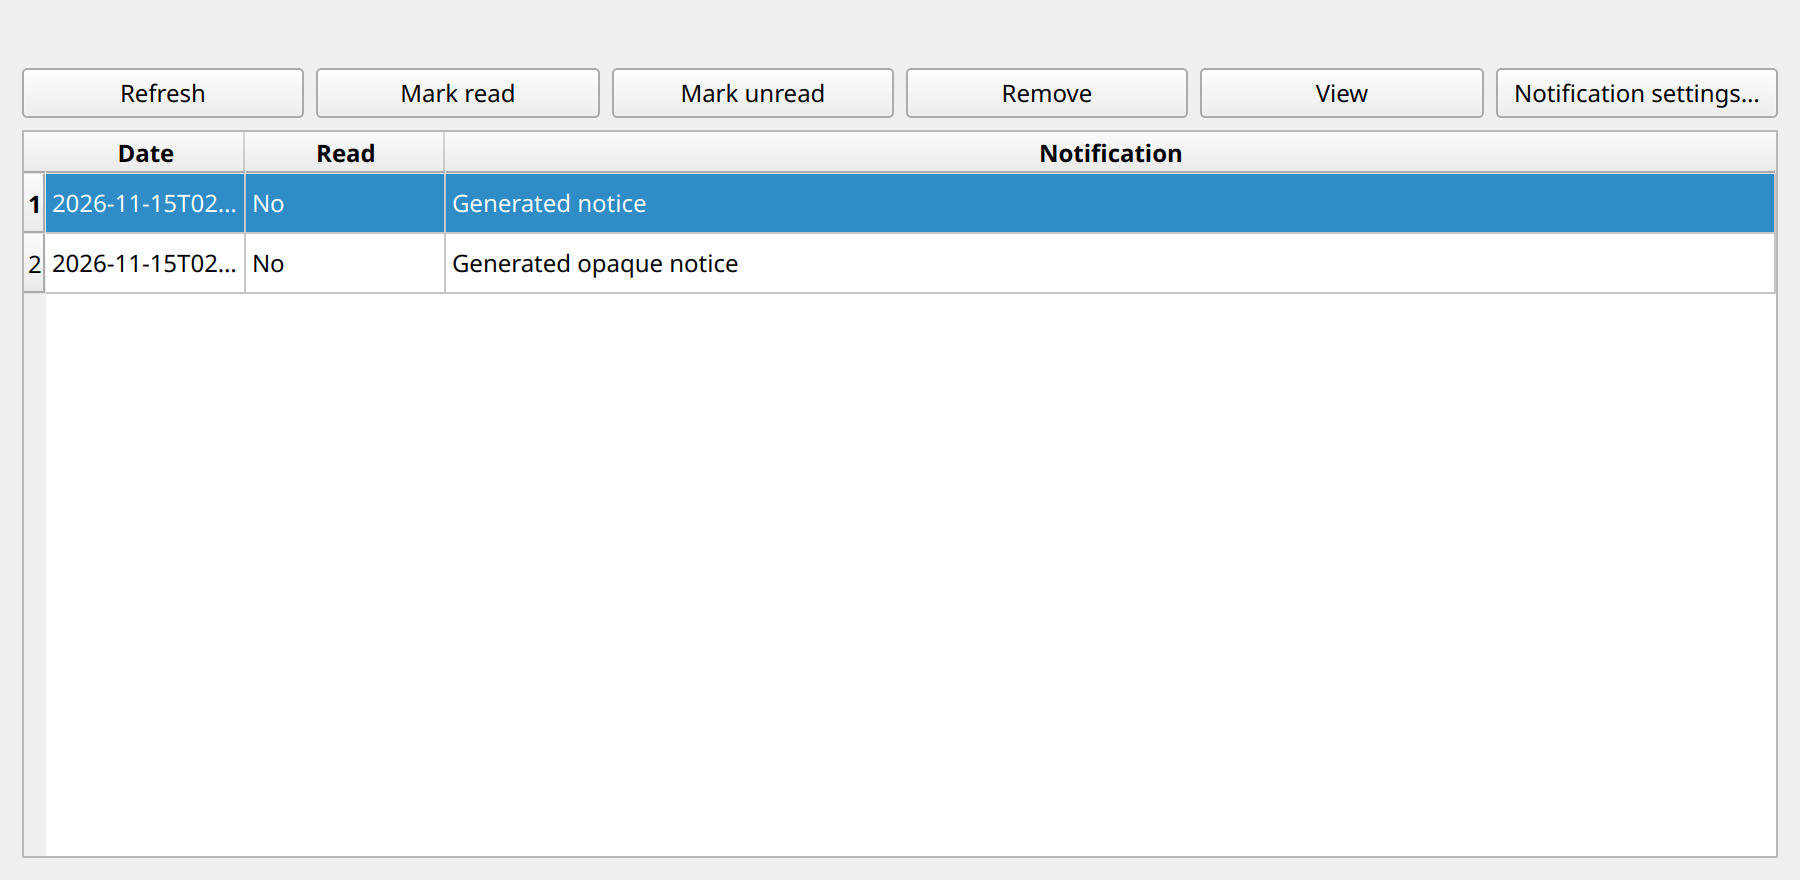 Refresh Mark read Mark unread Remove View Notification settings...
Date Read Notification
1 2026-11-15T02... No Generated notice
2 2026-11-15T02... No Generated opaque notice